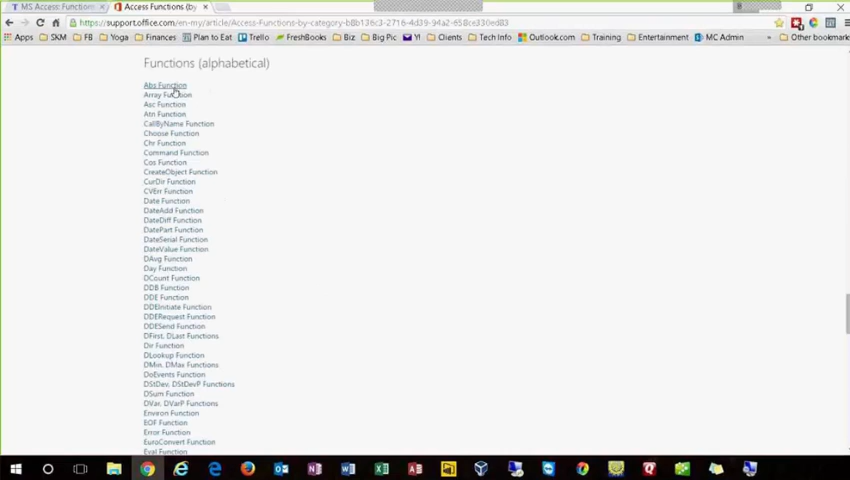 MS Access Function
Access Functions (by
https://support.office.com/en-my/article/Access-Functions-by-category-b8b136c3-2716-4d39-94a2-658ce330ed83
Apps SKM FB Yoga Finances Plan to Eat Trello FreshBooks Biz Big Pic Y! Clients Tech Info Outlook.com Training Entertainment MC Admin Other bookmark
Functions (alphabetical)
Abs Function
Array Function
Asc Function
Atn Function
CallByName Function
Choose Function
Chr Function
Command Function
Cos Function
CreateObject Function
CurDir Function
CVErr Function
Date Function
DateAdd Function
DateDiff Function
DatePart Function
DateSerial Function
DateValue Function
DAvg Function
Day Function
DCount Function
DDB Function
DDE Function
DDEInitiate Function
DDERequest Function
DDESend Function
DFirst, DLast Functions
Dir Function
DLookup Function
DMin, DMax Functions
DoEvents Function
DStDev, DStDevP Functions
DSum Function
DVar, DVarP Functions
Environ Function
EOF Function
Error Function
EuroConvert Function
Eval Function